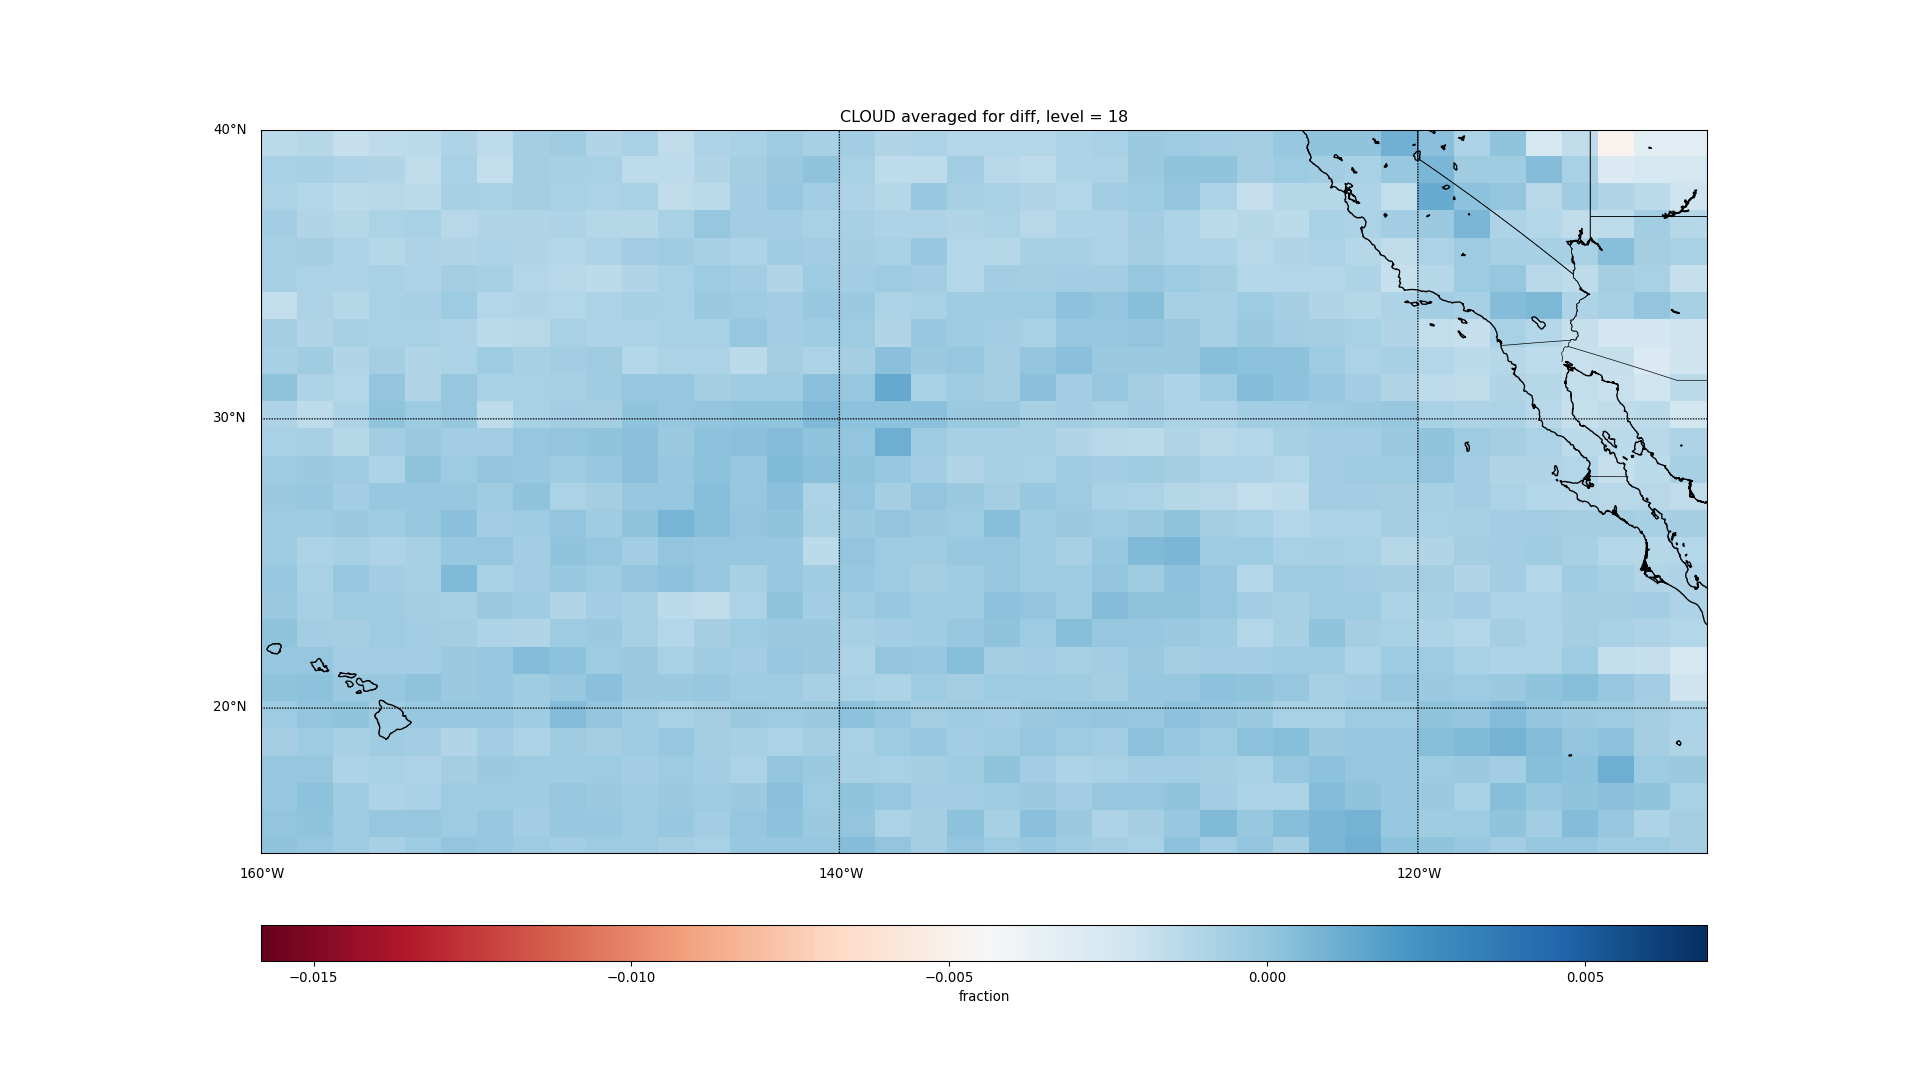 CLOUD averaged for diff, level = 18
40°N
30°N
20°N
160°W 140°W 120°W
−0.015 −0.010 −0.005 0.000 0.005
fraction